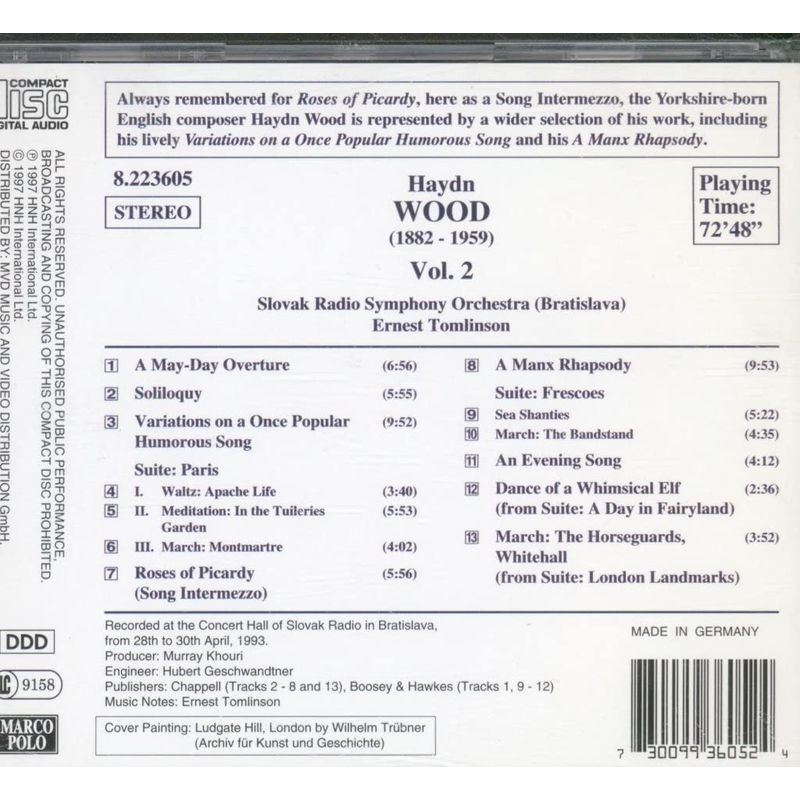 COMPACT
disc
DIGITAL AUDIO
ALL RIGHTS RESERVED. UNAUTHORISED PUBLIC PERFORMANCE,
BROADCASTING AND COPYING OF THIS COMPACT DISC PROHIBITED.
℗ 1997 HNH International Ltd.
© 1997 HNH International Ltd.
DISTRIBUTED BY: MVD MUSIC AND VIDEO DISTRIBUTION GmbH,
DDD
LC 9158
MARCO
POLO
Always remembered for Roses of Picardy, here as a Song Intermezzo, the Yorkshire-born
English composer Haydn Wood is represented by a wider selection of his work, including
his lively Variations on a Once Popular Humorous Song and his A Manx Rhapsody.
8.223605
STEREO
Haydn
WOOD
(1882 - 1959)
Vol. 2
Playing
Time:
72’48”
Slovak Radio Symphony Orchestra (Bratislava)
Ernest Tomlinson
1 A May-Day Overture (6:56)
2 Soliloquy (5:55)
3 Variations on a Once Popular (9:52)
Humorous Song
Suite: Paris
4 I. Waltz: Apache Life (3:40)
5 II. Meditation: In the Tuileries (5:53)
Garden
6 III. March: Montmartre (4:02)
7 Roses of Picardy (5:56)
(Song Intermezzo)
8 A Manx Rhapsody (9:53)
Suite: Frescoes
9 Sea Shanties (5:22)
10 March: The Bandstand (4:35)
11 An Evening Song (4:12)
12 Dance of a Whimsical Elf (2:36)
(from Suite: A Day in Fairyland)
13 March: The Horseguards, (3:52)
Whitehall
(from Suite: London Landmarks)
Recorded at the Concert Hall of Slovak Radio in Bratislava,
from 28th to 30th April, 1993.
Producer: Murray Khouri
Engineer: Hubert Geschwandtner
Publishers: Chappell (Tracks 2 - 8 and 13), Boosey & Hawkes (Tracks 1, 9 - 12)
Music Notes: Ernest Tomlinson
Cover Painting: Ludgate Hill, London by Wilhelm Trübner
(Archiv für Kunst und Geschichte)
MADE IN GERMANY
7 30099 36052 4